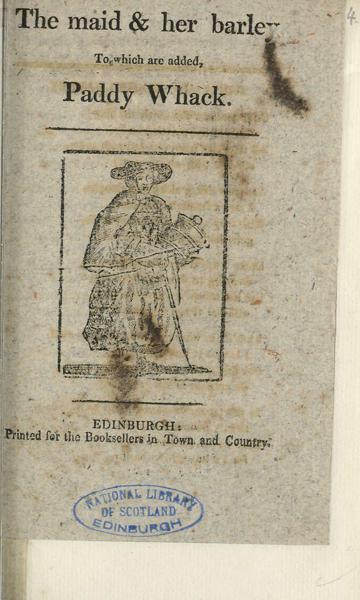 The maid & her barley
To which are added,
Paddy Whack.
EDINBURGH:
Printed for the Booksellers in Town and Country.
NATIONAL LIBRARY
OF SCOTLAND
EDINBURGH
4